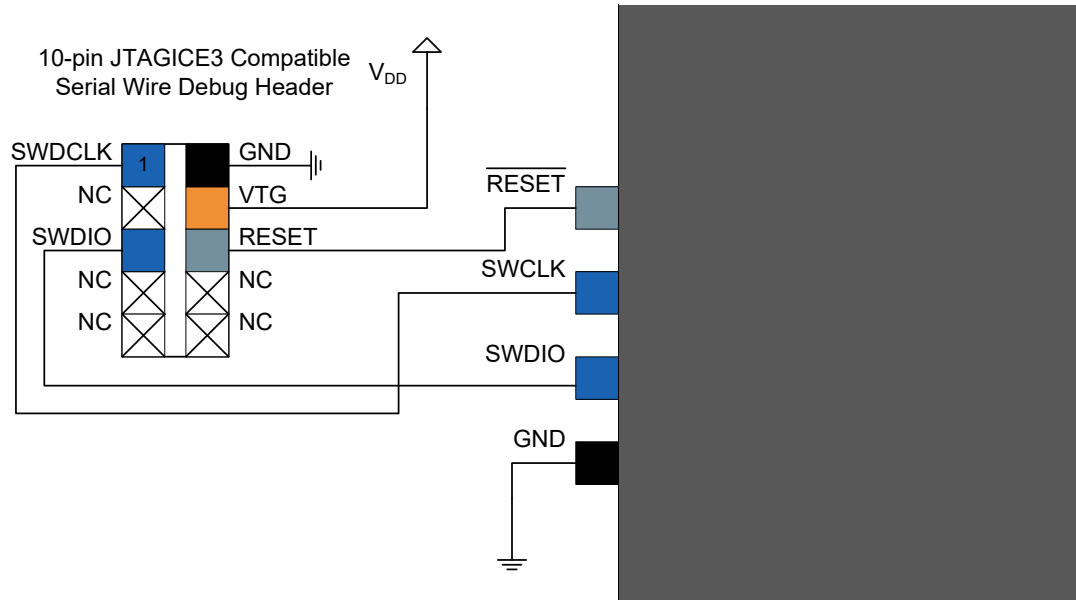 10-pin JTAGICE3 Compatible
Serial Wire Debug Header
VDD
SWDCLK 1 GND
NC VTG
SWDIO RESET
NC NC
NC NC
RESET
SWCLK
SWDIO
GND